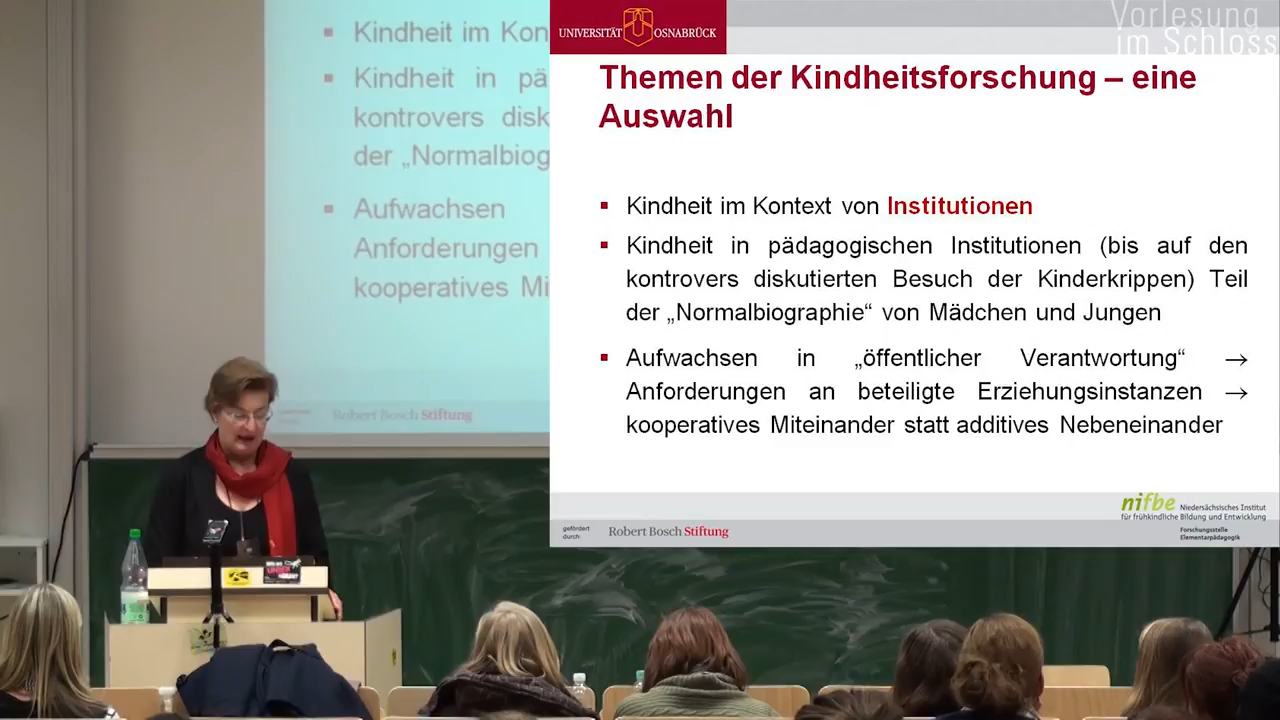 Kindheit im Kon
Kindheit in pä
kontrovers disk
der „Normalbiog
Aufwachsen
Anforderungen
kooperatives Mi
Robert Bosch Stiftung
UNIVERSITÄT OSNABRÜCK
Vorlesung
im Schloss
Themen der Kindheitsforschung – eine
Auswahl
Kindheit im Kontext von Institutionen
Kindheit in pädagogischen Institutionen (bis auf den
kontrovers diskutierten Besuch der Kinderkrippen) Teil
der „Normalbiographie“ von Mädchen und Jungen
Aufwachsen in „öffentlicher Verantwortung“ →
Anforderungen an beteiligte Erziehungsinstanzen →
kooperatives Miteinander statt additives Nebeneinander
gefördert
durch:
Robert Bosch Stiftung
nifbe Niedersächsisches Institut
für frühkindliche Bildung und Entwicklung
Forschungsstelle
Elementarpädagogik